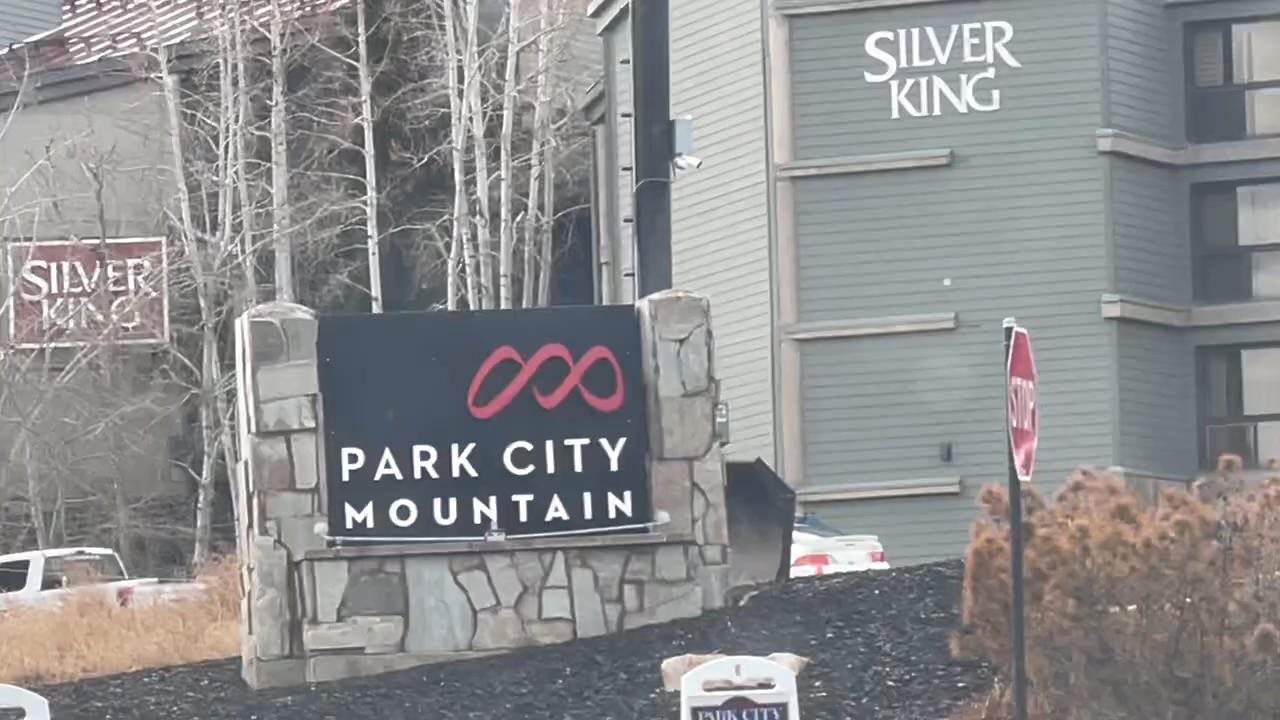 SILVER
KING
SILVER
KING
PARK CITY
MOUNTAIN
STOP
PARK CITY